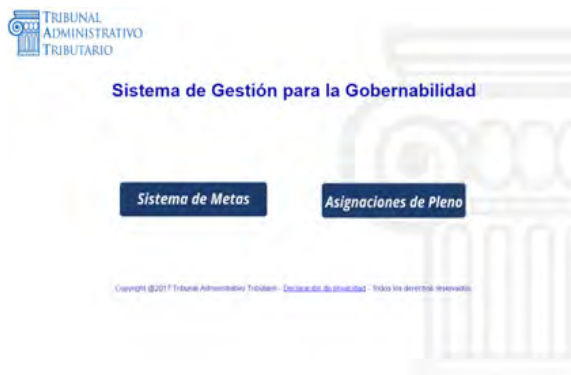 TRIBUNAL
ADMINISTRATIVO
TRIBUTARIO
Sistema de Gestión para la Gobernabilidad
Sistema de Metas
Asignaciones de Pleno
Copyright @2017 Tribunal Administrativo Tributario - Declaración de privacidad - Todos los derechos reservados.